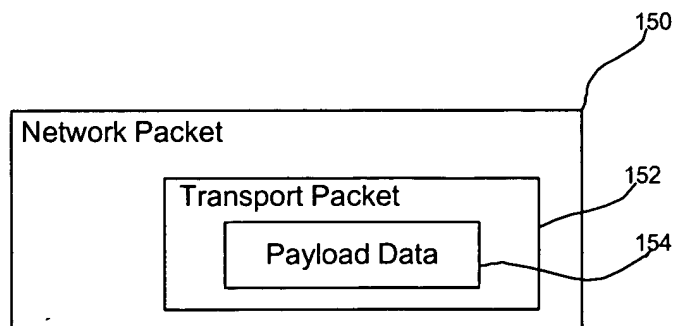 150
Network Packet
152
Transport Packet
154
Payload Data